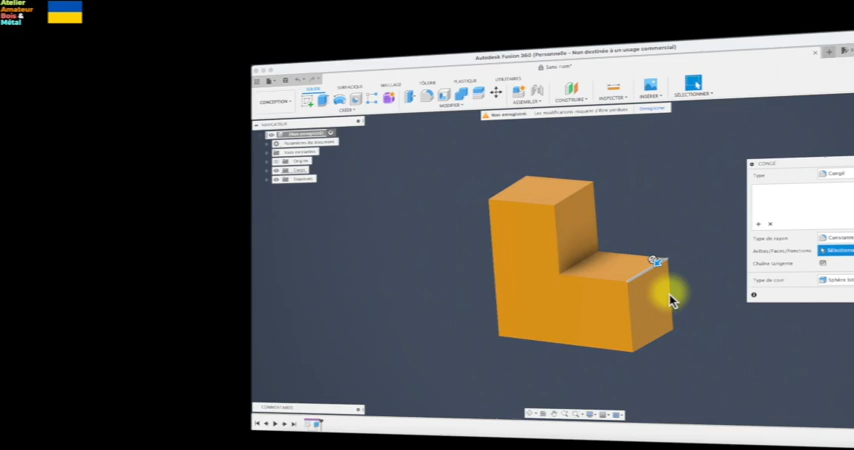 Atelier
Amateur
Bois &
Métal
Autodesk Fusion 360 (Personnelle – Non destinée à un usage commercial)
Sans nom*
SOLIDE
SURFACIQUE
MAILLAGE
TÔLERIE
PLASTIQUE
UTILITAIRES
CONCEPTION
CRÉER
MODIFIER
ASSEMBLER
CONSTRUIRE
INSPECTER
INSÉRER
SÉLECTIONNER
NAVIGATEUR
Non enregistré
Les modifications risquent d'être perdues
Enregistrer
Paramètres du document
Vues nommées
Origine
Corps
Esquisses
CONGÉ
Type
Congé
Type de rayon
Constante
Arêtes/Faces/Fonctions
Sélectionne
Chaîne tangente
Type de coin
COMMENTAIRES